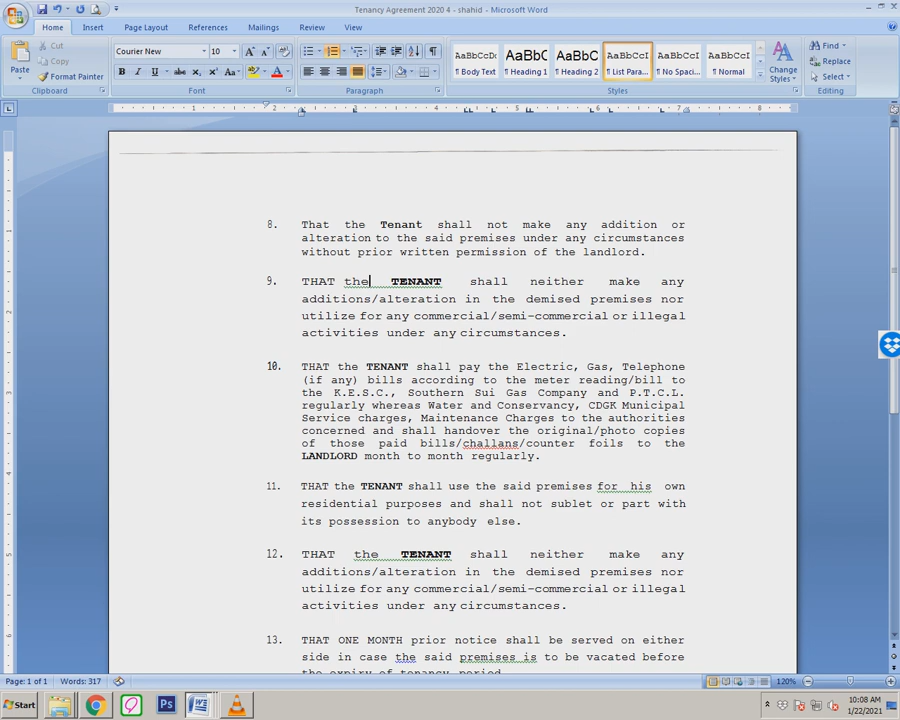 Tenancy Agreement 2020 4 - shahid - Microsoft Word
Home Insert Page Layout References Mailings Review View
Paste
Cut
Copy
Format Painter
Clipboard
Courier New 10
Font
Paragraph
AaBbCcDc AaBbC AaBbC AaBbCcI AaBbCcI AaBbCcI
¶ Body Text Heading 1 ¶ Heading 2 ¶ List Para... ¶ No Spaci... ¶ Normal
Change Styles
Styles
Find
Replace
Select
Editing
8. That the Tenant shall not make any addition or
alteration to the said premises under any circumstances
without prior written permission of the landlord.
9. THAT the TENANT shall neither make any
additions/alteration in the demised premises nor
utilize for any commercial/semi-commercial or illegal
activities under any circumstances.
10. THAT the TENANT shall pay the Electric, Gas, Telephone
(if any) bills according to the meter reading/bill to
the K.E.S.C., Southern Sui Gas Company and P.T.C.L.
regularly whereas Water and Conservancy, CDGK Municipal
Service charges, Maintenance Charges to the authorities
concerned and shall handover the original/photo copies
of those paid bills/challans/counter foils to the
LANDLORD month to month regularly.
11. THAT the TENANT shall use the said premises for his own
residential purposes and shall not sublet or part with
its possession to anybody else.
12. THAT the TENANT shall neither make any
additions/alteration in the demised premises nor
utilize for any commercial/semi-commercial or illegal
activities under any circumstances.
13. THAT ONE MONTH prior notice shall be served on either
side in case the said premises is to be vacated before
the expiry of tenancy period.
Page: 1 of 1 Words: 317 120%
Start
10:08 AM
1/22/2021